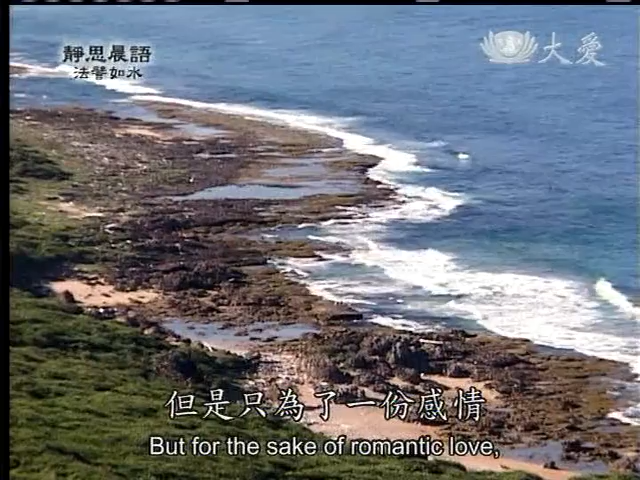 靜思晨語
法譬如水
大愛
但是只為了一份感情
But for the sake of romantic love,